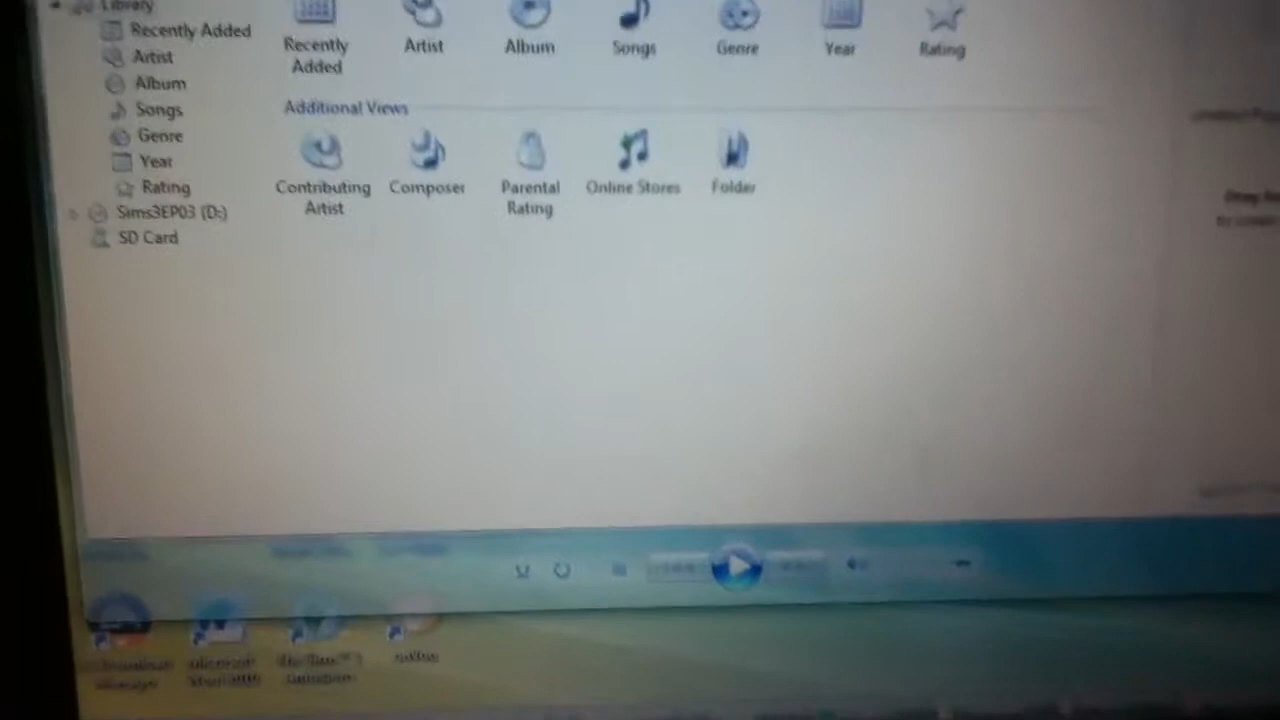 Library
Recently Added
Artist
Album
Songs
Genre
Year
Rating
Sims3EP03 (D:)
SD Card
Recently Added
Artist
Album
Songs
Genre
Year
Rating
Additional Views
Contributing Artist
Composer
Parental Rating
Online Stores
Folder